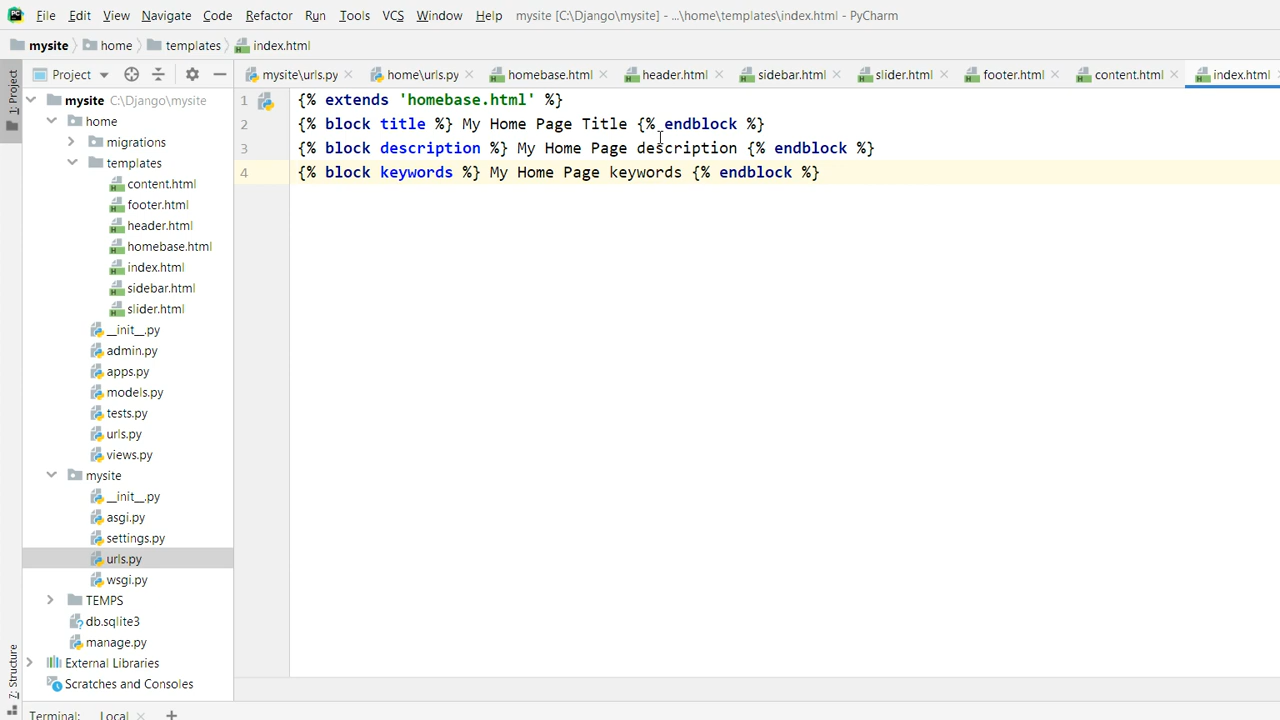 File Edit View Navigate Code Refactor Run Tools VCS Window Help mysite [C:\Django\mysite] - ...\home\templates\index.html - PyCharm
mysite home templates index.html
Project mysite\urls.py home\urls.py homebase.html header.html sidebar.html slider.html footer.html content.html index.html
1: Project
mysite C:\Django\mysite
home
migrations
templates
content.html
footer.html
header.html
homebase.html
index.html
sidebar.html
slider.html
__init__.py
admin.py
apps.py
models.py
tests.py
urls.py
views.py
mysite
__init__.py
asgi.py
settings.py
urls.py
wsgi.py
TEMPS
db.sqlite3
manage.py
External Libraries
Scratches and Consoles
1 {% extends 'homebase.html' %}
2 {% block title %} My Home Page Title {% endblock %}
3 {% block description %} My Home Page description {% endblock %}
4 {% block keywords %} My Home Page keywords {% endblock %}
7: Structure
Terminal: Local +